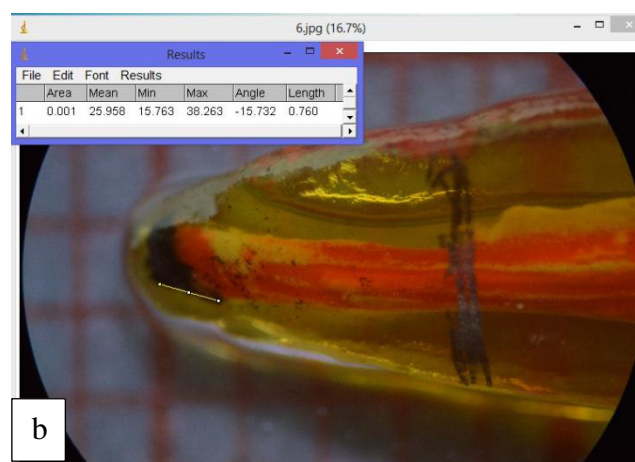 6.jpg (16.7%)
Results
File Edit Font Results
Area Mean Min Max Angle Length
1 0.001 25.958 15.763 38.263 -15.732 0.760
b